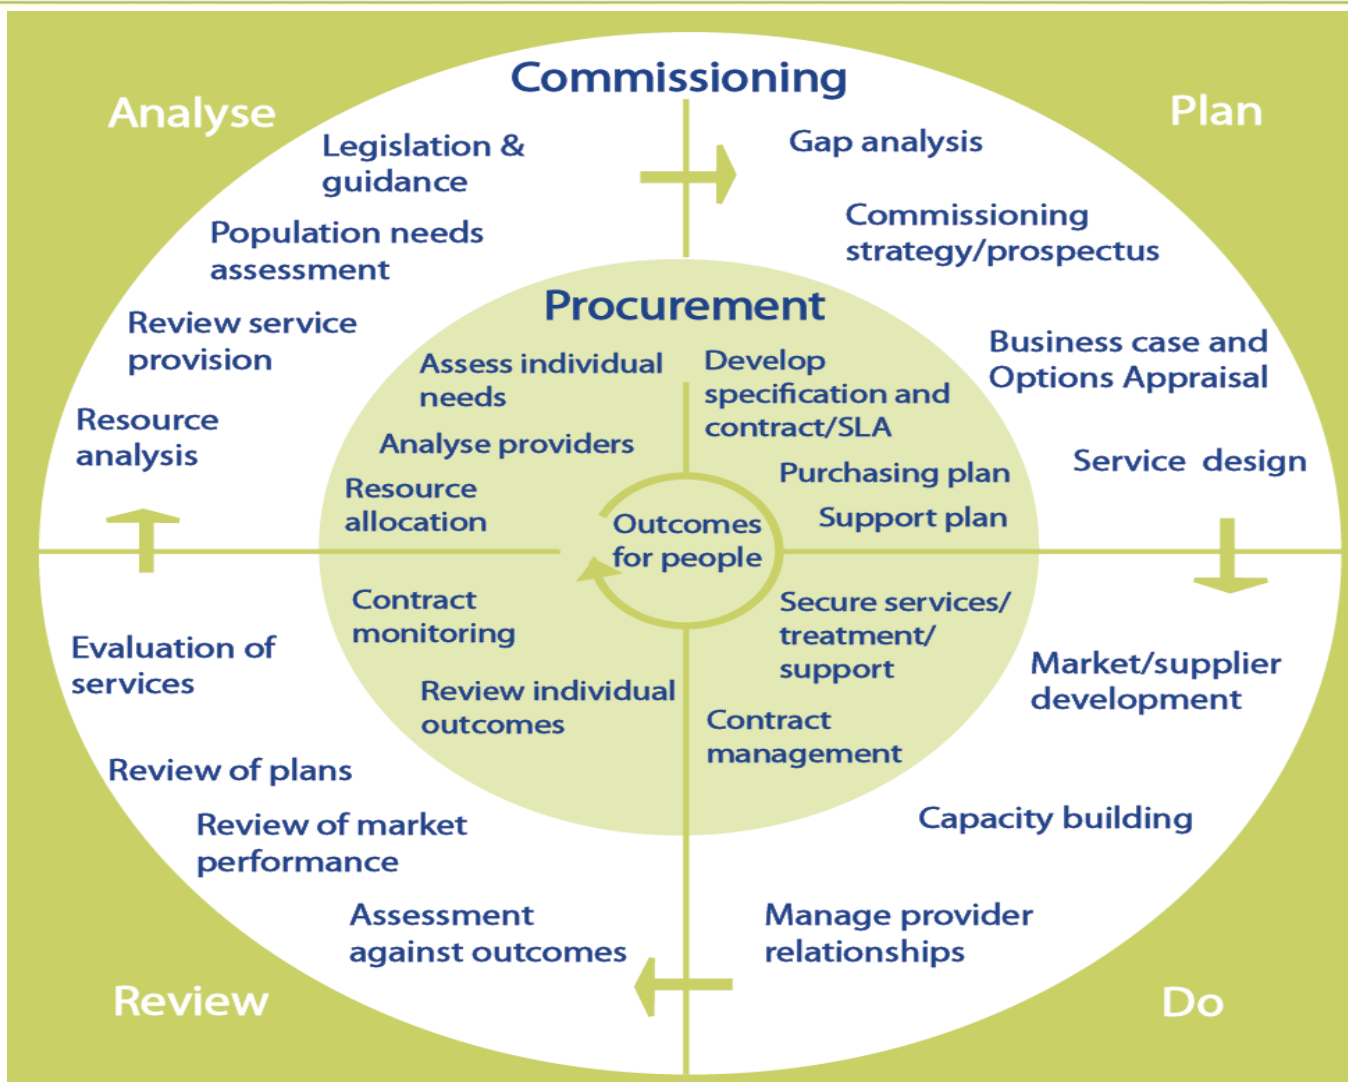 Commissioning
Analyse
Legislation &
guidance
Population needs
assessment
Review service
provision
Resource
analysis
Plan
Gap analysis
Commissioning
strategy/prospectus
Business case and
Options Appraisal
Service design
Procurement
Assess individual
needs
Analyse providers
Resource
allocation
Develop
specification and
contract/SLA
Purchasing plan
Support plan
Outcomes
for people
Contract
monitoring
Review individual
outcomes
Secure services/
treatment/
support
Contract
management
Evaluation of
services
Review of plans
Review of market
performance
Assessment
against outcomes
Review
Market/supplier
development
Capacity building
Manage provider
relationships
Do